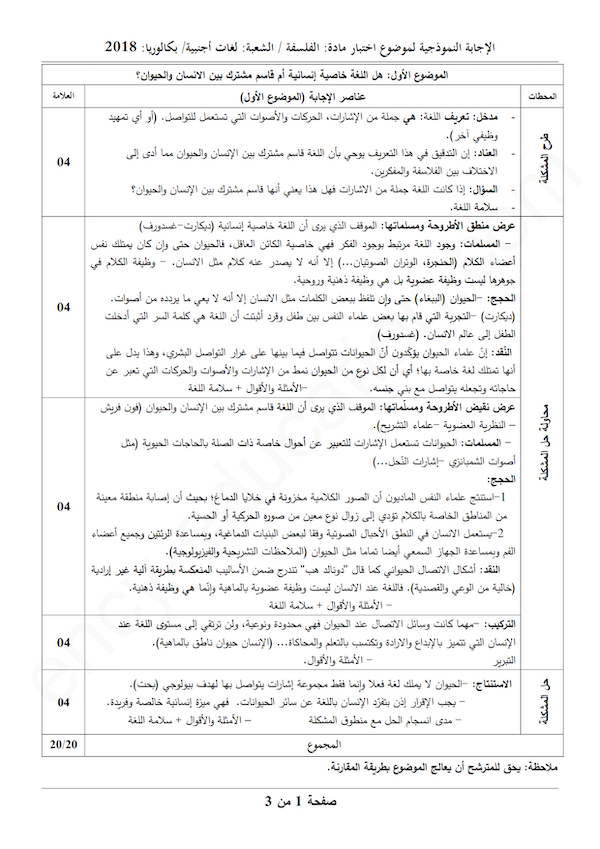 الإجابة النموذجية لموضوع اختبار مادة: الفلسفة / الشعبة: لغات أجنبية/ بكالوريا: 2018
الموضوع الأول: هل اللغة خاصية إنسانية أم قاسم مشترك بين الانسان والحيوان؟
المحطات
عناصر الإجابة (الموضوع الأول)
العلامة
طرح المشكلة
- مدخل: تعريف اللغة: هي جملة من الإشارات، الحركات والأصوات التي تستعمل للتواصل. (أو أي تمهيد
وظيفي آخر).
- العناد: إن التدقيق في هذا التعريف يوحي بأن اللغة قاسم مشترك بين الإنسان والحيوان مما أدى إلى
الاختلاف بين الفلاسفة والمفكرين.
- السؤال: إذا كانت اللغة جملة من الاشارات فهل هذا يعني أنها قاسم مشترك بين الإنسان والحيوان؟
- سلامة اللغة.
04
محاولة حل المشكلة
عرض منطق الأطروحة ومسلماتها: الموقف الذي يرى أن اللغة خاصية إنسانية (ديكارت-غسدورف)
- المسلمات: وجود اللغة مرتبط بوجود الفكر فهي خاصية الكائن العاقل، فالحيوان حتى وإن كان يمتلك نفس
أعضاء الكلام (الحنجرة، الوتران الصوتيان...) إلا أنه لا يصدر عنه كلام مثل الانسان. - وظيفة الكلام في
جوهرها ليست وظيفة عضوية بل هي وظيفة ذهنية وروحية.
الحجج: -الحيوان (الببغاء) حتى وإن تلفظ ببعض الكلمات مثل الانسان إلا أنه لا يعي ما يردده من أصوات.
(ديكارت) -التجربة التي قام بها بعض علماء النفس بين طفل وقرد أثبتت أن اللغة هي كلمة السر التي أدخلت
الطفل إلى عالم الانسان. (غسدورف)
النّقد: إنّ علماء الحيوان يؤكّدون أنّ الحيوانات تتواصل فيما بينها على غرار التواصل البشري، وهذا يدل على
أنها تمتلك لغة خاصة بها؛ أي أن لكل نوع من الحيوان نمط من الإشارات والأصوات والحركات التي تعبر عن
حاجاته وتجعله يتواصل مع بني جنسه. -الأمثلة والأقوال + سلامة اللغة
04
عرض نقيض الأطروحة ومسلّماتها: الموقف الذي يرى أن اللغة قاسم مشترك بين الإنسان والحيوان (فون فريش
- النظرية العضوية -علماء التشريح).
- المسلمات: الحيوانات تستعمل الإشارات للتعبير عن أحوال خاصة ذات الصلة بالحاجات الحيوية (مثل
أصوات الشمبانزي -إشارات النّحل...)
الحجج:
1-استنتج علماء النفس الماديون أن الصور الكلامية مخزونة في خلايا الدماغ؛ بحيث أن إصابة منطقة معينة
من المناطق الخاصة بالكلام تؤدي إلى زوال نوع معين من صوره الحركية أو الحسية.
2-يستعمل الانسان في النطق الأحبال الصوتية وفقا لبعض البنيات الدماغية، وبمساعدة الرئتين وجميع أعضاء
الفم وبمساعدة الجهاز السمعي أيضا تماما مثل الحيوان (الملاحظات التشريحية والفيزيولوجية).
النقد: أشكال الاتصال الحيواني كما قال "دونالد هب" تندرج ضمن الأساليب المنعكسة بطريقة آلية غير إرادية
(خالية من الوعي والقصدية). فاللغة عند الانسان ليست وظيفة عضوية بالماهية وإنّما هي وظيفة ذهنية.
- الأمثلة والأقوال + سلامة اللغة
04
التركيب: -مهما كانت وسائل الاتصال عند الحيوان فهي محدودة ونوعية، ولن ترتقي إلى مستوى اللغة عند
الإنسان التي تتميز بالإبداع والارادة وتكتسب بالتعلم والمحاكاة... (الإنسان حيوان ناطق بالماهية).
التبرير - الأمثلة والأقوال.
04
حل المشكلة
الاستنتاج: -الحيوان لا يملك لغة فعلا وإنما فقط مجموعة إشارات يتواصل بها لهدف بيولوجي (بحت).
- يجب الإقرار إذن بتفرّد الإنسان باللغة عن سائر الحيوانات. فهي ميزة إنسانية خالصة وفريدة.
- مدى انسجام الحل مع منطوق المشكلة - الأمثلة والأقوال + سلامة اللغة
04
المجموع
20/20
ملاحظة: يحق للمترشح أن يعالج الموضوع بطريقة المقارنة.
صفحة 1 من 3